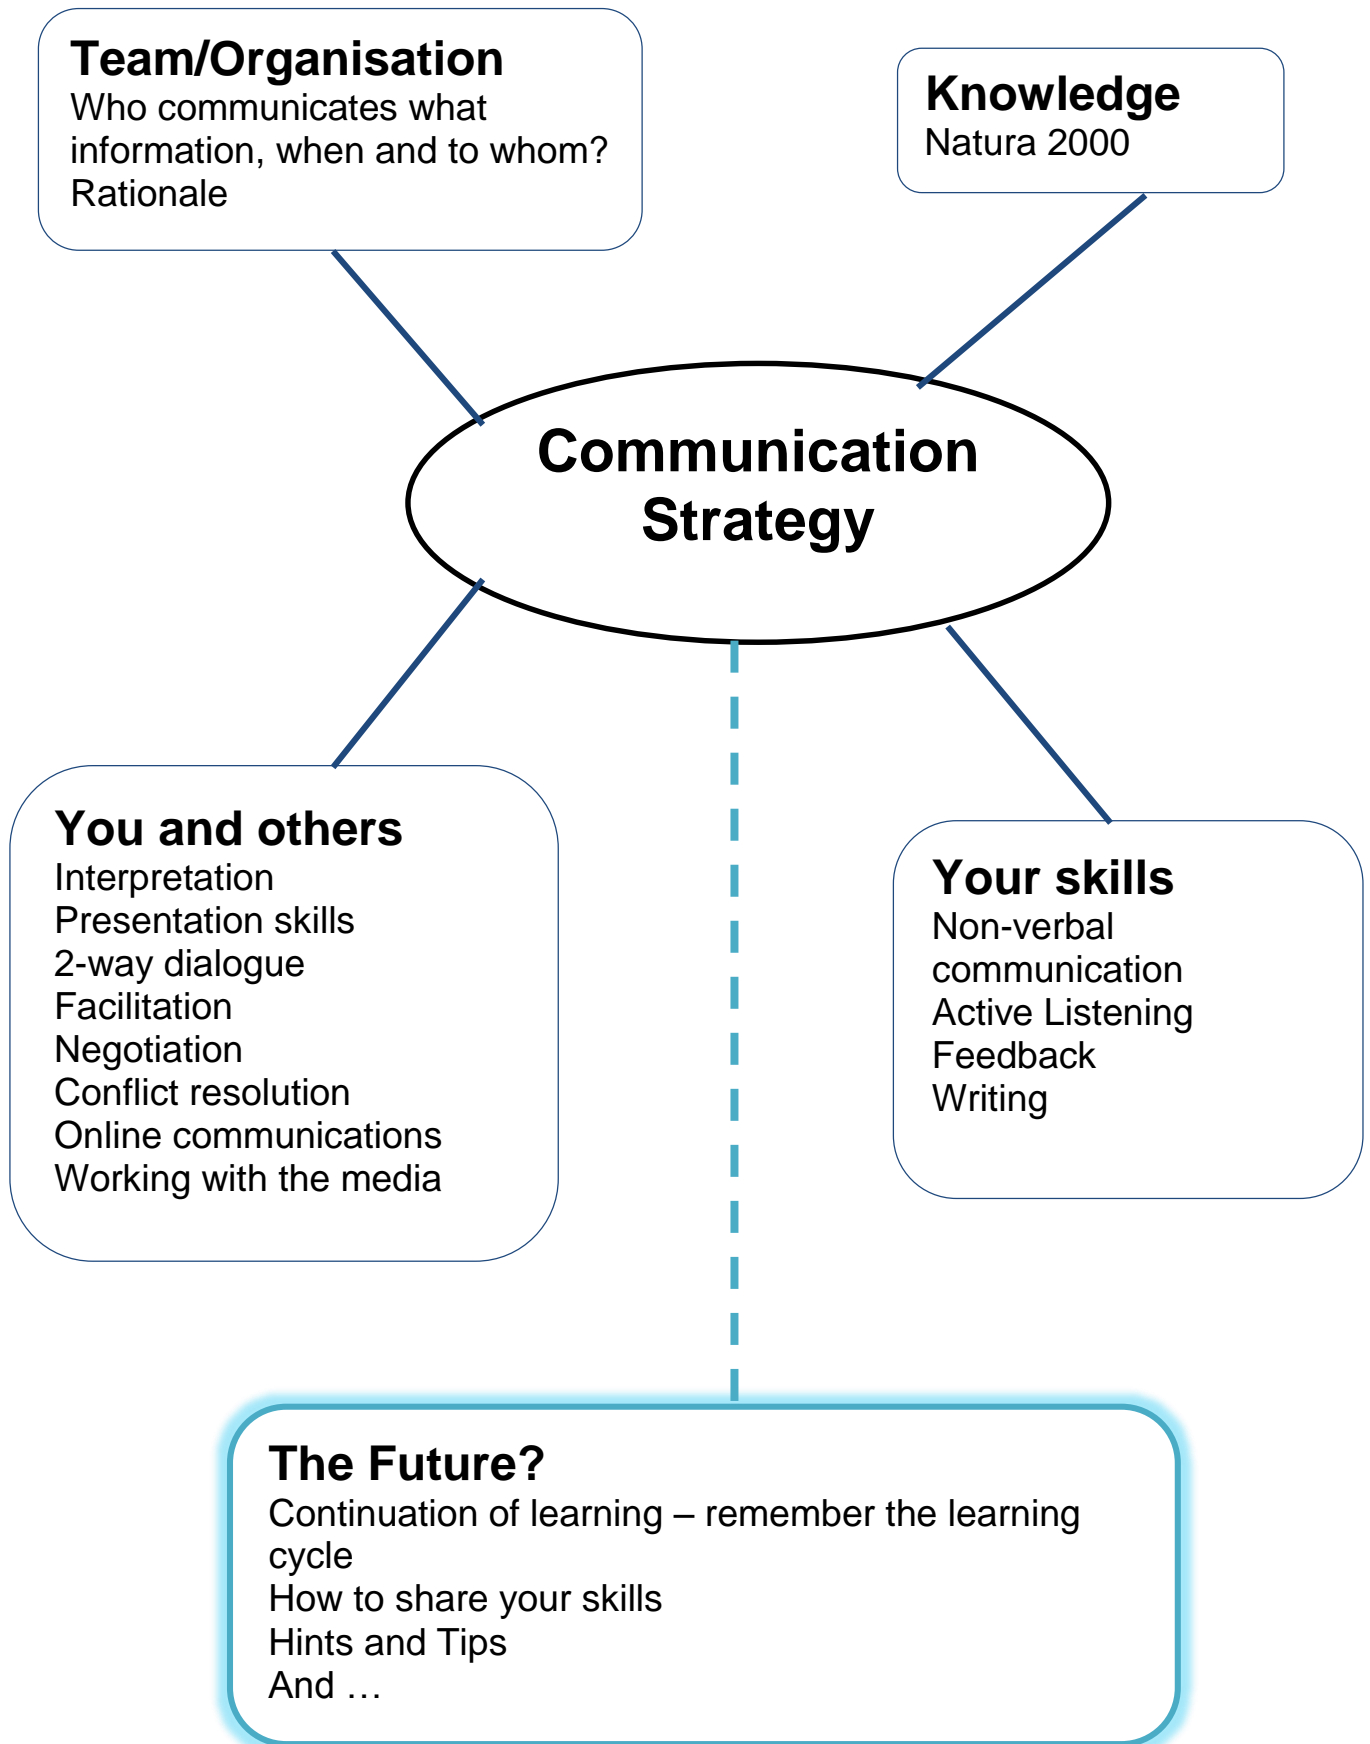 Team/Organisation
Who communicates what
information, when and to whom?
Rationale
Knowledge
Natura 2000
Communication
Strategy
You and others
Interpretation
Presentation skills
2-way dialogue
Facilitation
Negotiation
Conflict resolution
Online communications
Working with the media
Your skills
Non-verbal
communication
Active Listening
Feedback
Writing
The Future?
Continuation of learning – remember the learning
cycle
How to share your skills
Hints and Tips
And …